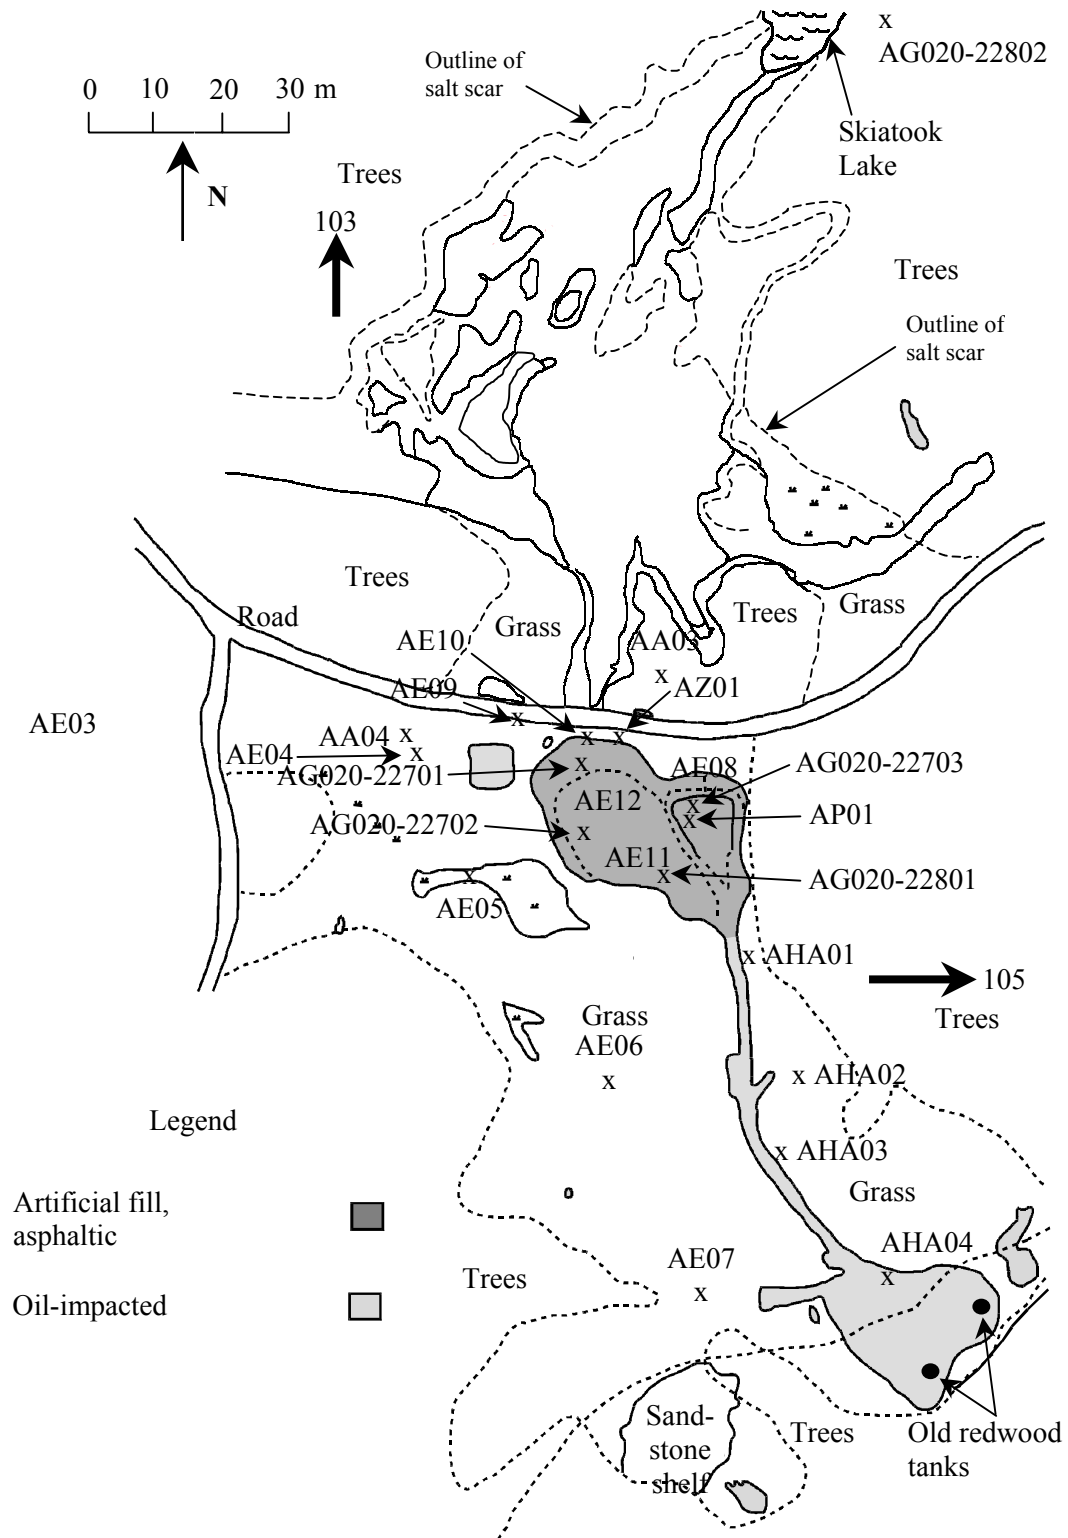 x
AG020-22802
Outline of
salt scar
0 10 20 30 m
Skiatook
Lake
N
Trees
103
Trees
Outline of
salt scar
Trees
Trees
Grass
Grass
Road
AE10
AA03
x
AE09
AZ01
x
AE03
AA04
x
x
x
AE04
x
AG020-22701
x
AE08
AG020-22703
x
AE12
AP01
x
AG020-22702
x
AE11
x
AG020-22801
x
AE05
x AHA01
105
Trees
Grass
AE06
x
x AHA02
Legend
x AHA03
Grass
Artificial fill,
asphaltic
AHA04
x
AE07
x
Trees
Oil-impacted
Sand-
stone
shelf
Trees
Old redwood
tanks